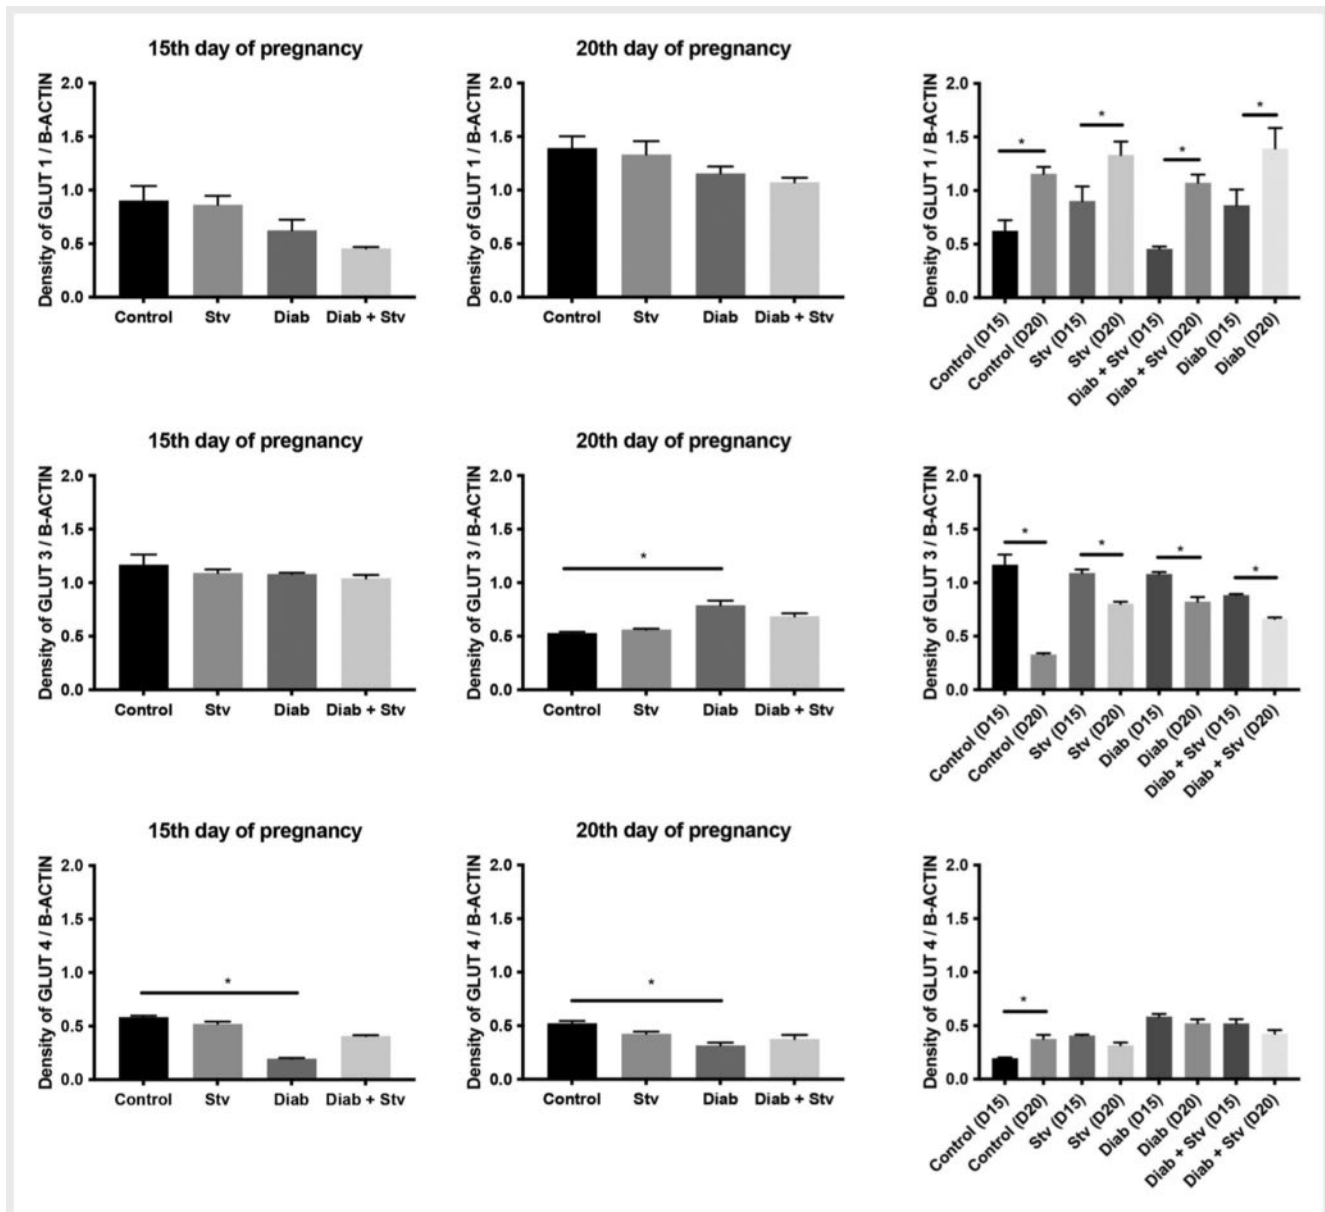 15th day of pregnancy
Density of GLUT 1 / B-ACTIN
2.0
1.5
1.0
0.5
0.0
Control Stv Diab Diab + Stv
20th day of pregnancy
Density of GLUT 1 / B-ACTIN
2.0
1.5
1.0
0.5
0.0
Control Stv Diab Diab + Stv
Density of GLUT 1 / B-ACTIN
2.0
1.5
1.0
0.5
0.0
*
*
*
*
Control (D15)
Control (D20)
Stv (D15)
Stv (D20)
Diab + Stv (D15)
Diab + Stv (D20)
Diab (D15)
Diab (D20)
15th day of pregnancy
Density of GLUT 3 / B-ACTIN
2.0
1.5
1.0
0.5
0.0
Control Stv Diab Diab + Stv
20th day of pregnancy
Density of GLUT 3 / B-ACTIN
2.0
1.5
1.0
0.5
0.0
*
Control Stv Diab Diab + Stv
Density of GLUT 3 / B-ACTIN
2.0
1.5
1.0
0.5
0.0
*
*
*
*
Control (D15)
Control (D20)
Stv (D15)
Stv (D20)
Diab (D15)
Diab (D20)
Diab + Stv (D15)
Diab + Stv (D20)
15th day of pregnancy
Density of GLUT 4 / B-ACTIN
2.0
1.5
1.0
0.5
0.0
*
Control Stv Diab Diab + Stv
20th day of pregnancy
Density of GLUT 4 / B-ACTIN
2.0
1.5
1.0
0.5
0.0
*
Control Stv Diab Diab + Stv
Density of GLUT 4 / B-ACTIN
2.0
1.5
1.0
0.5
0.0
*
Control (D15)
Control (D20)
Stv (D15)
Stv (D20)
Diab (D15)
Diab (D20)
Diab + Stv (D15)
Diab + Stv (D20)